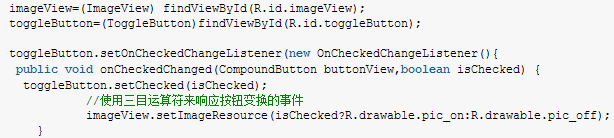 imageView=(ImageView) findViewById(R.id.imageView);
toggleButton=(ToggleButton)findViewById(R.id.toggleButton);

toggleButton.setOnCheckedChangeListener(new OnCheckedChangeListener(){
 public void onCheckedChanged(CompoundButton buttonView,boolean isChecked) {
  toggleButton.setChecked(isChecked);
          //使用三目运算符来响应按钮变换的事件
          imageView.setImageResource(isChecked?R.drawable.pic_on:R.drawable.pic_off);
    }